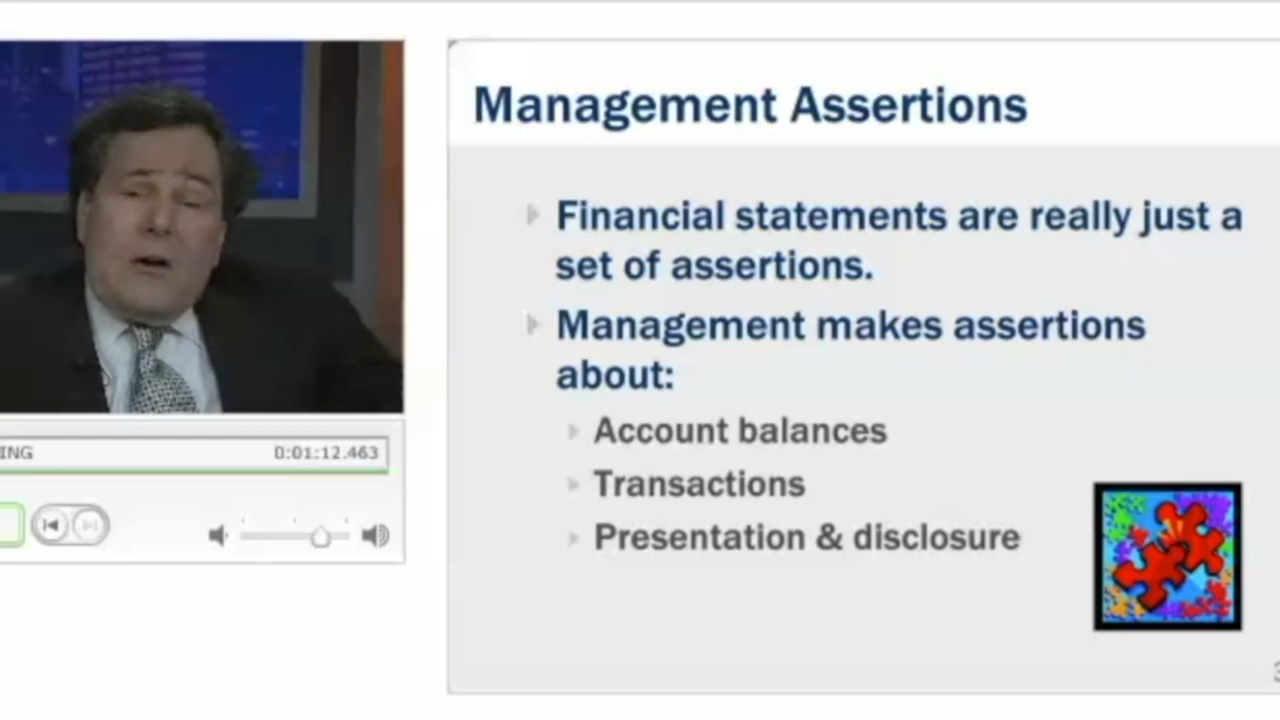 Management Assertions
Financial statements are really just a
set of assertions.
Management makes assertions
about:
Account balances
Transactions
Presentation & disclosure
ING
0:01:12.463
3